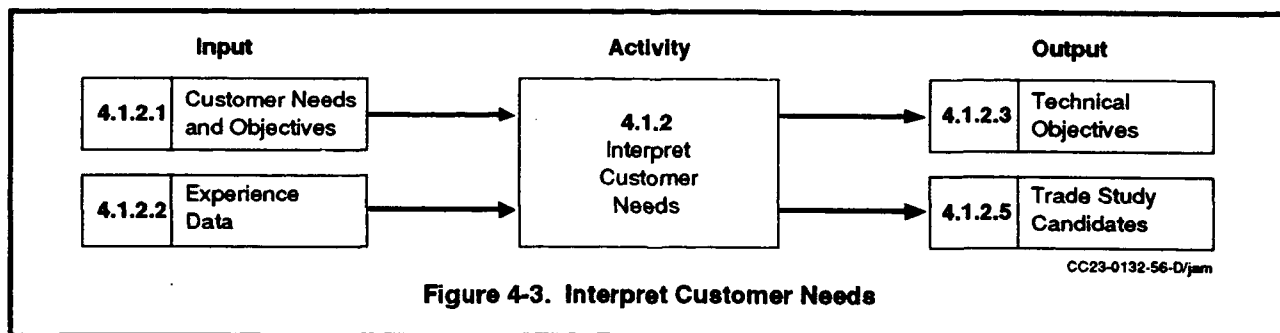 Input
Activity
Output
4.1.2.1
Customer Needs
and Objectives
4.1.2.2
Experience
Data
4.1.2
Interpret
Customer
Needs
4.1.2.3
Technical
Objectives
4.1.2.5
Trade Study
Candidates
CC23-0132-56-D/jam
Figure 4-3. Interpret Customer Needs